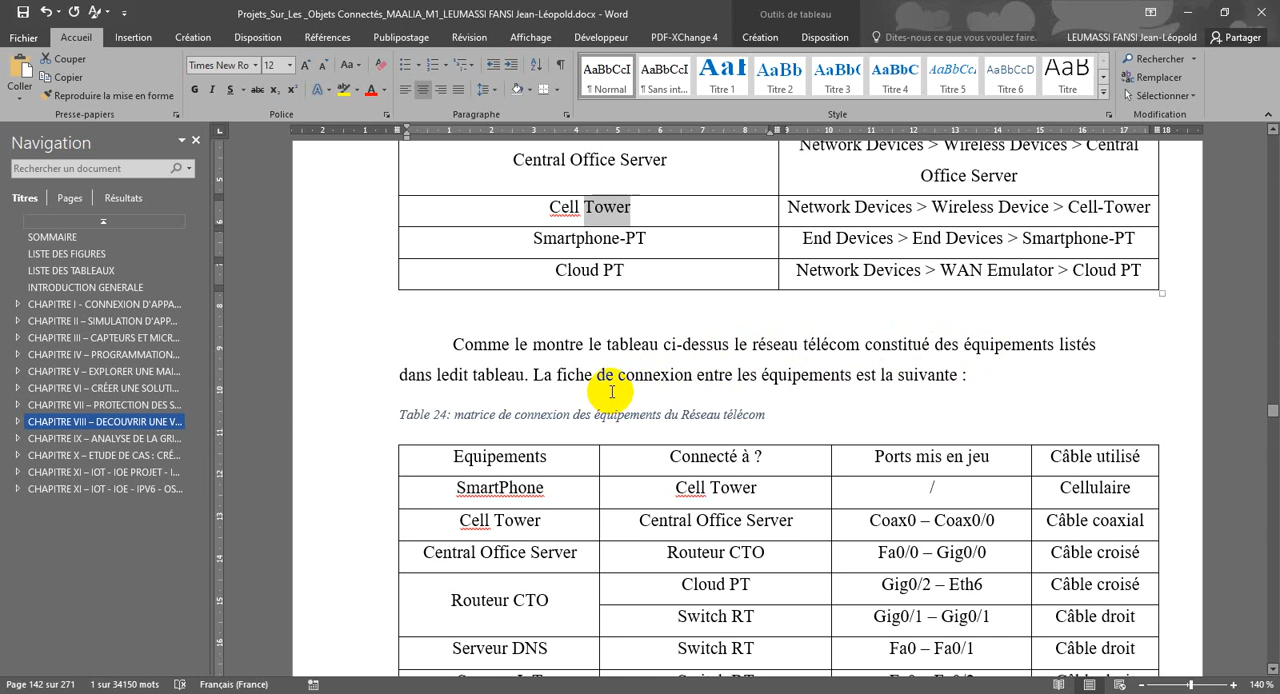 Projets_Sur_Les _Objets Connectés_MAALIA_M1_LEUMASSI FANSI Jean-Léopold.docx - Word
Outils de tableau
Fichier Accueil Insertion Création Disposition Références Publipostage Révision Affichage Développeur PDF-XChange 4 Création Disposition Dites-nous ce que vous voulez faire. LEUMASSI FANSI Jean-Léopold Partager
Coller
Couper
Copier
Reproduire la mise en forme
Presse-papiers
Times New Ro 12
Police
Paragraphe
AaBbCcI AaBbCcI AaBb AaBbC AaBbC AaBbCc AaBbCcI AaBbCcD AaB
¶ Normal ¶ Sans int... Titre 1 Titre 2 Titre 3 Titre 4 Titre 5 Titre 6 Titre
Style
Rechercher
Remplacer
Sélectionner
Modification
Navigation
Rechercher un document
Titres Pages Résultats
SOMMAIRE
LISTE DES FIGURES
LISTE DES TABLEAUX
INTRODUCTION GENERALE
CHAPITRE I - CONNEXION D'APPA...
CHAPITRE II – SIMULATION D'APP...
CHAPITRE III – CAPTEURS ET MICR...
CHAPITRE IV – PROGRAMMATION...
CHAPITRE V – EXPLORER UNE MAI...
CHAPITRE VI – CRÉER UNE SOLUTI...
CHAPITRE VII – PROTECTION DES S...
CHAPITRE VIII – DECOUVRIR UNE V...
CHAPITRE IX – ANALYSE DE LA GRI...
CHAPITRE X – ETUDE DE CAS : CRÉ...
CHAPITRE XI – IOT - IOE PROJET - I...
CHAPITRE XI – IOT - IOE - IPV6 - OS...
Central Office Server Network Devices > Wireless Devices > Central
Office Server
Cell Tower Network Devices > Wireless Device > Cell-Tower
Smartphone-PT End Devices > End Devices > Smartphone-PT
Cloud PT Network Devices > WAN Emulator > Cloud PT
Comme le montre le tableau ci-dessus le réseau télécom constitué des équipements listés
dans ledit tableau. La fiche de connexion entre les équipements est la suivante :
Table 24: matrice de connexion des équipements du Réseau télécom
Equipements Connecté à ? Ports mis en jeu Câble utilisé
SmartPhone Cell Tower / Cellulaire
Cell Tower Central Office Server Coax0 – Coax0/0 Câble coaxial
Central Office Server Routeur CTO Fa0/0 – Gig0/0 Câble croisé
Routeur CTO Cloud PT Gig0/2 – Eth6 Câble croisé
Switch RT Gig0/1 – Gig0/1 Câble droit
Serveur DNS Switch RT Fa0 – Fa0/1 Câble droit
Page 142 sur 271 1 sur 34150 mots Français (France) 140 %